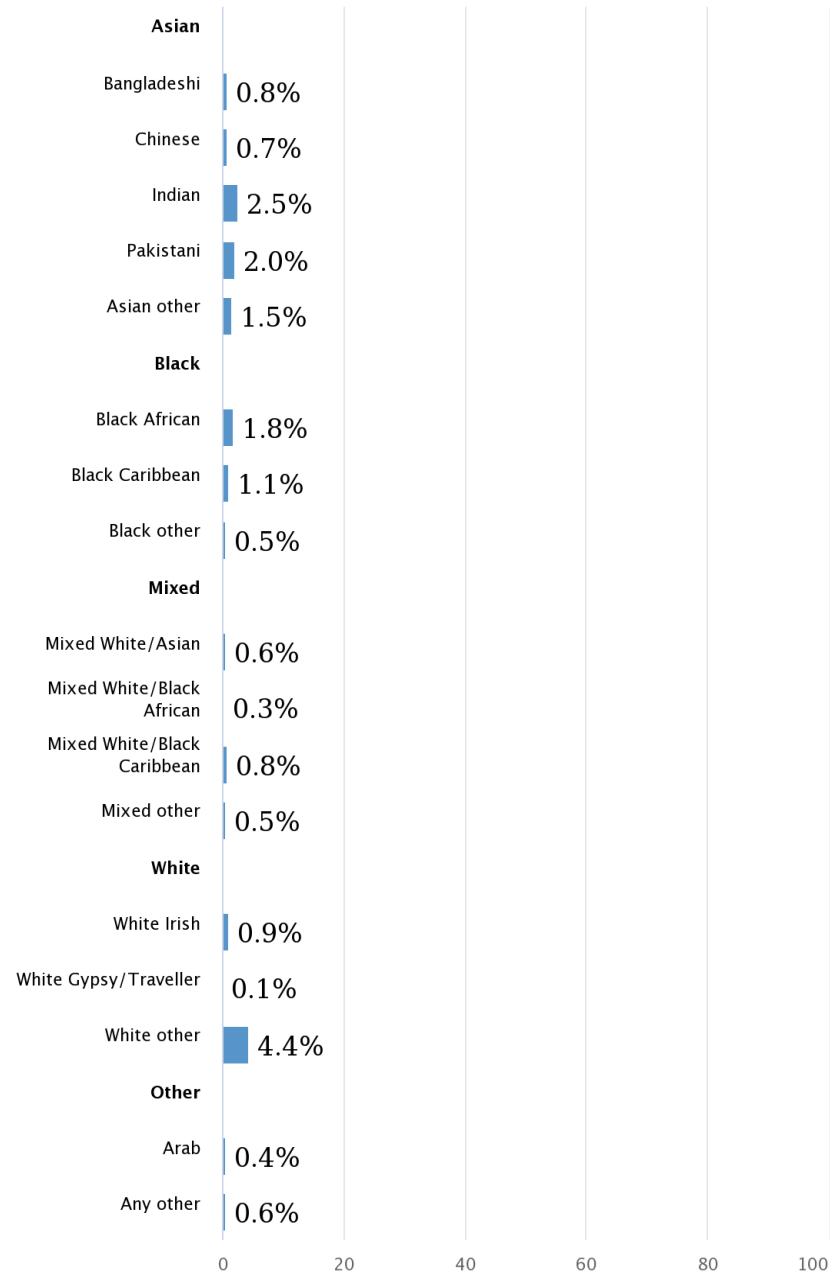 Asian
Bangladeshi 0.8%
Chinese 0.7%
Indian 2.5%
Pakistani 2.0%
Asian other 1.5%
Black
Black African 1.8%
Black Caribbean 1.1%
Black other 0.5%
Mixed
Mixed White/Asian 0.6%
Mixed White/Black
African 0.3%
Mixed White/Black
Caribbean 0.8%
Mixed other 0.5%
White
White Irish 0.9%
White Gypsy/Traveller 0.1%
White other 4.4%
Other
Arab 0.4%
Any other 0.6%
0 20 40 60 80 100